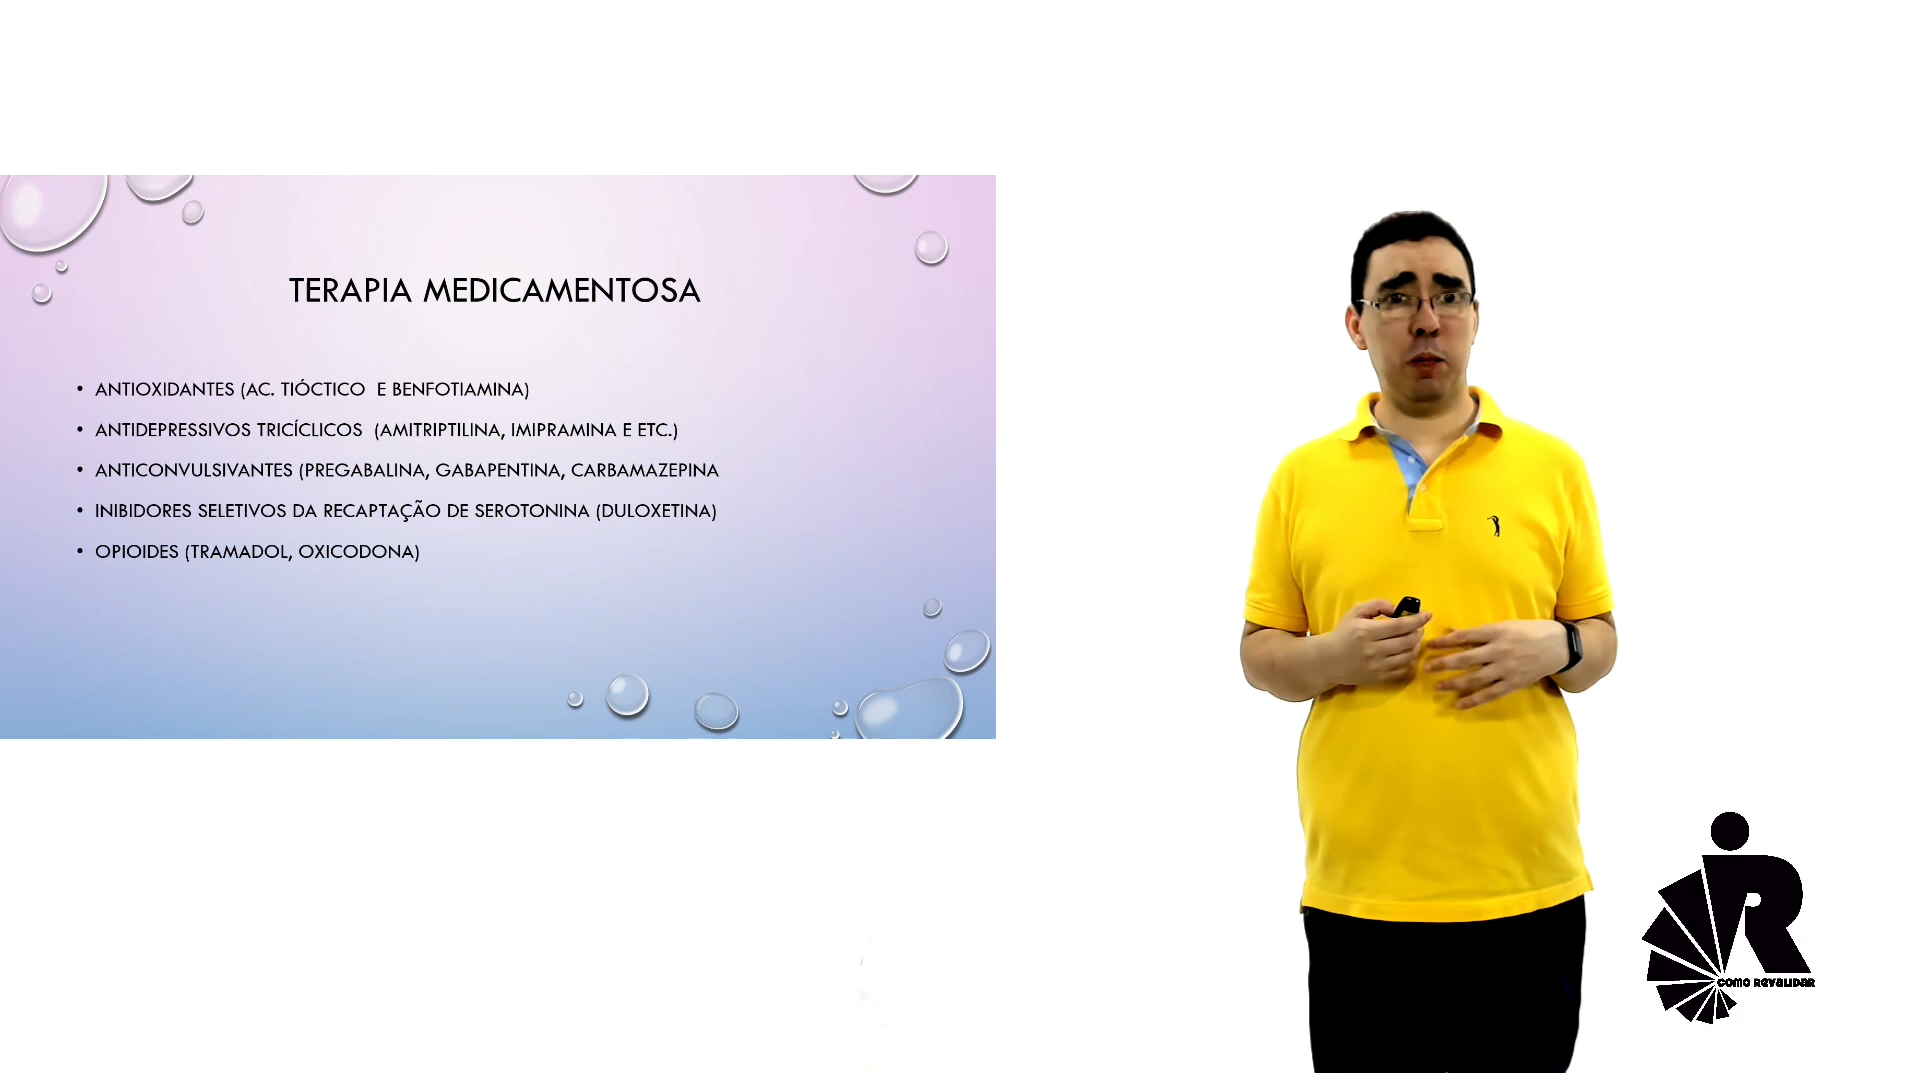 TERAPIA MEDICAMENTOSA
• ANTIOXIDANTES (AC. TIÓCTICO E BENFOTIAMINA)
• ANTIDEPRESSIVOS TRICÍCLICOS (AMITRIPTILINA, IMIPRAMINA E ETC.)
• ANTICONVULSIVANTES (PREGABALINA, GABAPENTINA, CARBAMAZEPINA
• INIBIDORES SELETIVOS DA RECAPTAÇÃO DE SEROTONINA (DULOXETINA)
• OPIOIDES (TRAMADOL, OXICODONA)
R
COMO REVALIDAR